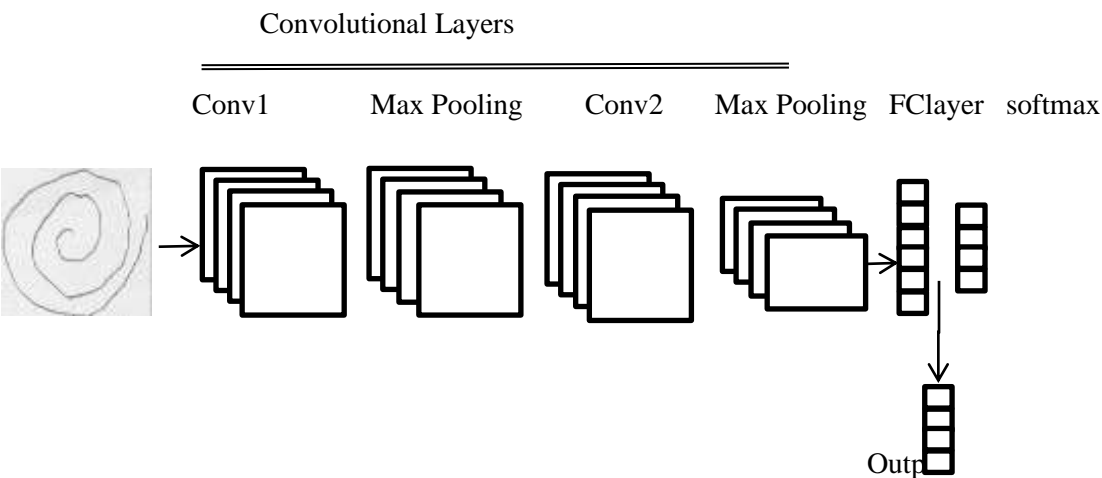 Convolutional Layers
Conv1 Max Pooling Conv2 Max Pooling FClayer softmax
Outp